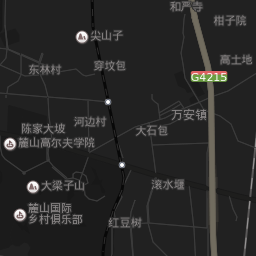 和严寺
柑子院
尖山子
高土地
东林村
穿坟包
G4215
万安镇
河边村
陈家大坡
大石包
麓山高尔夫学院
大梁子山
滚水堰
麓山国际
乡村俱乐部
红豆树